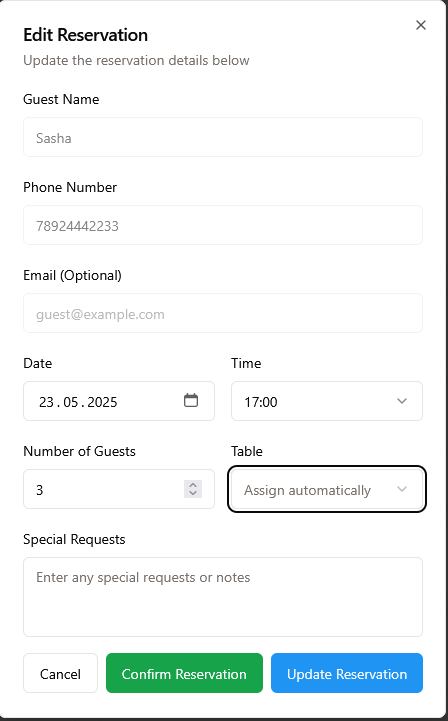 Edit Reservation
Update the reservation details below
Guest Name
Sasha
Phone Number
78924442233
Email (Optional)
guest@example.com
Date Time
23.05.2025 17:00
Number of Guests Table
3 Assign automatically
Special Requests
Enter any special requests or notes
Cancel Confirm Reservation Update Reservation